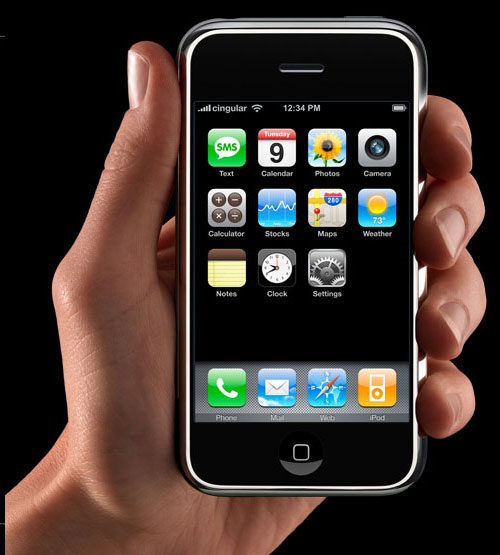 cingular 12:34 PM
SMS Tuesday 9 280
Text Calendar Photos Camera
73°
Calculator Stocks Maps Weather
Notes Clock Settings
Phone Mail Web iPod